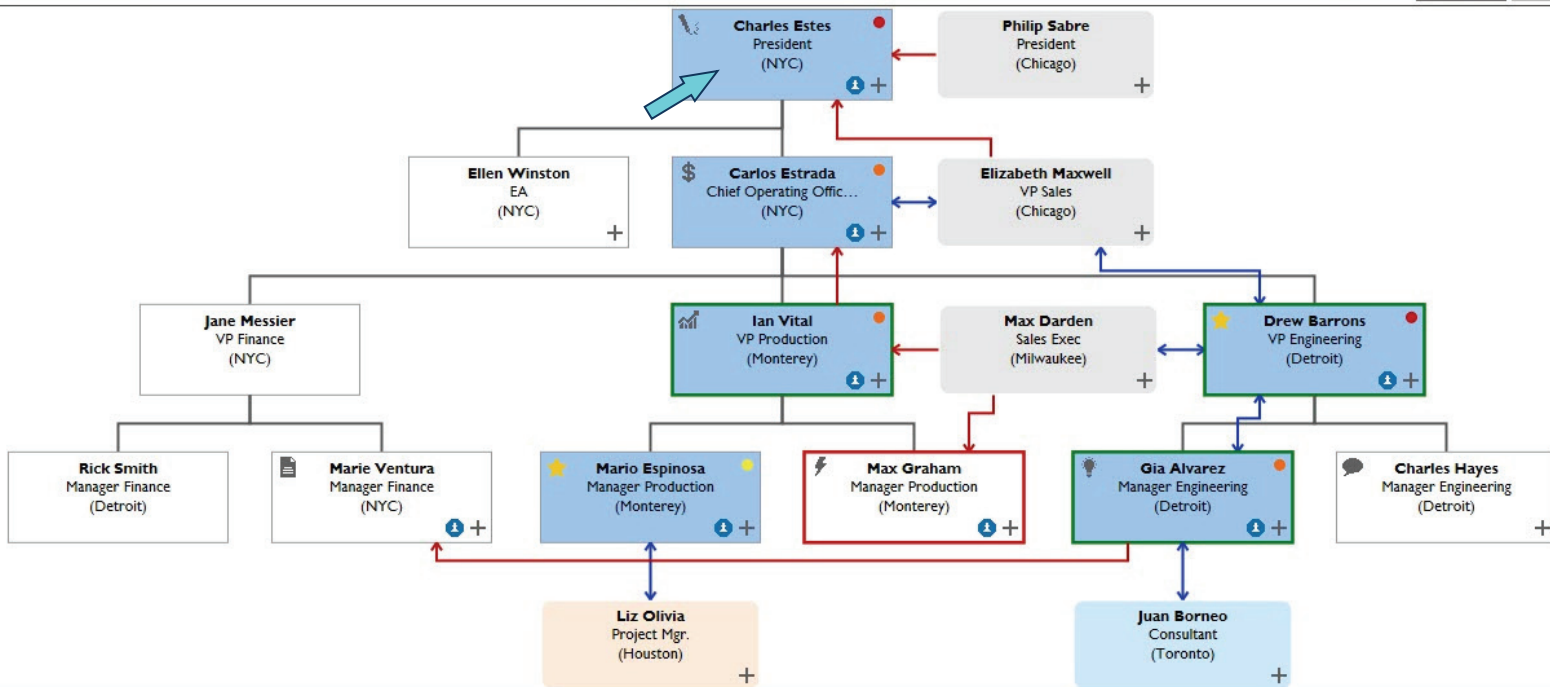 Charles Estes
President
(NYC)
Philip Sabre
President
(Chicago)
Ellen Winston
EA
(NYC)
Carlos Estrada
Chief Operating Offic...
(NYC)
Elizabeth Maxwell
VP Sales
(Chicago)
Jane Messier
VP Finance
(NYC)
Ian Vital
VP Production
(Monterey)
Max Darden
Sales Exec
(Milwaukee)
Drew Barrons
VP Engineering
(Detroit)
Rick Smith
Manager Finance
(Detroit)
Marie Ventura
Manager Finance
(NYC)
Mario Espinosa
Manager Production
(Monterey)
Max Graham
Manager Production
(Monterey)
Gia Alvarez
Manager Engineering
(Detroit)
Charles Hayes
Manager Engineering
(Detroit)
Liz Olivia
Project Mgr.
(Houston)
Juan Borneo
Consultant
(Toronto)